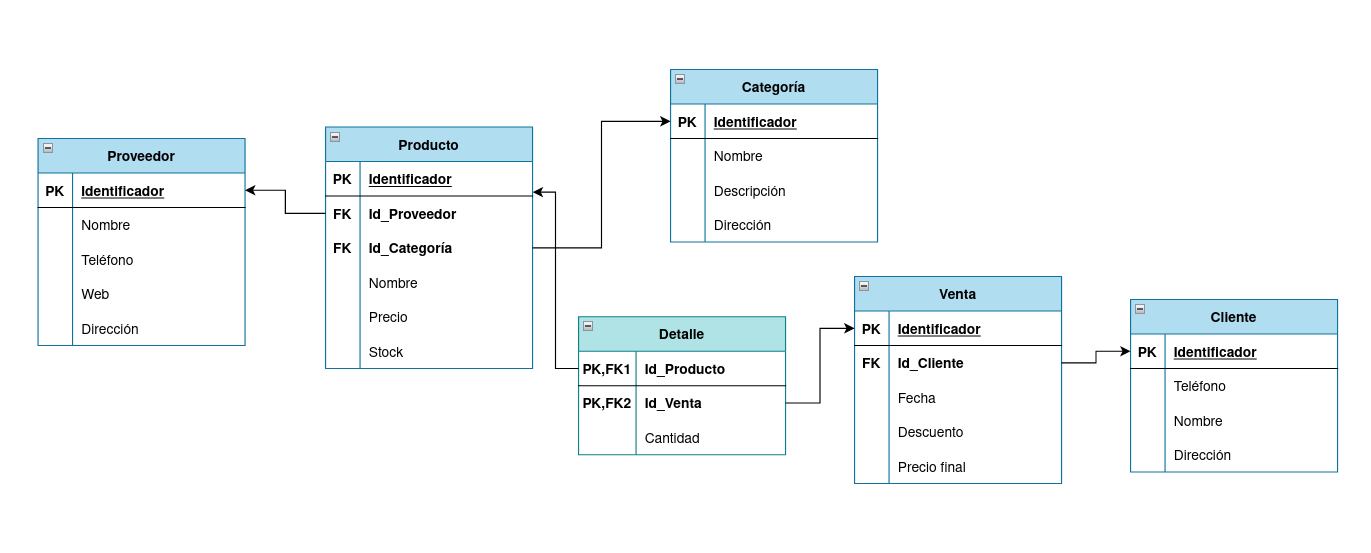 Proveedor
PK Identificador
Nombre
Teléfono
Web
Dirección
Producto
PK Identificador
FK Id_Proveedor
FK Id_Categoría
Nombre
Precio
Stock
Categoría
PK Identificador
Nombre
Descripción
Dirección
Detalle
PK,FK1 Id_Producto
PK,FK2 Id_Venta
Cantidad
Venta
PK Identificador
FK Id_Cliente
Fecha
Descuento
Precio final
Cliente
PK Identificador
Teléfono
Nombre
Dirección